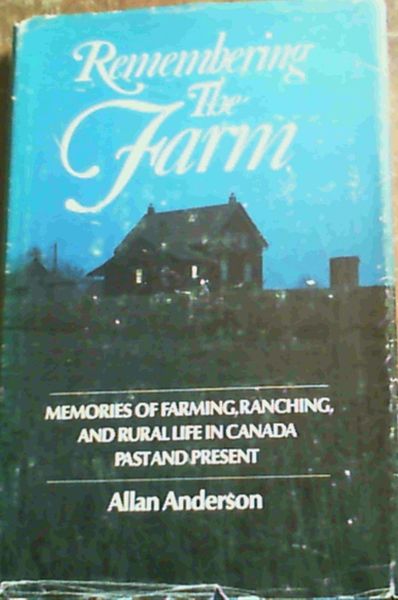 Remembering
The
Farm
MEMORIES OF FARMING, RANCHING,
AND RURAL LIFE IN CANADA
PAST AND PRESENT
Allan Anderson